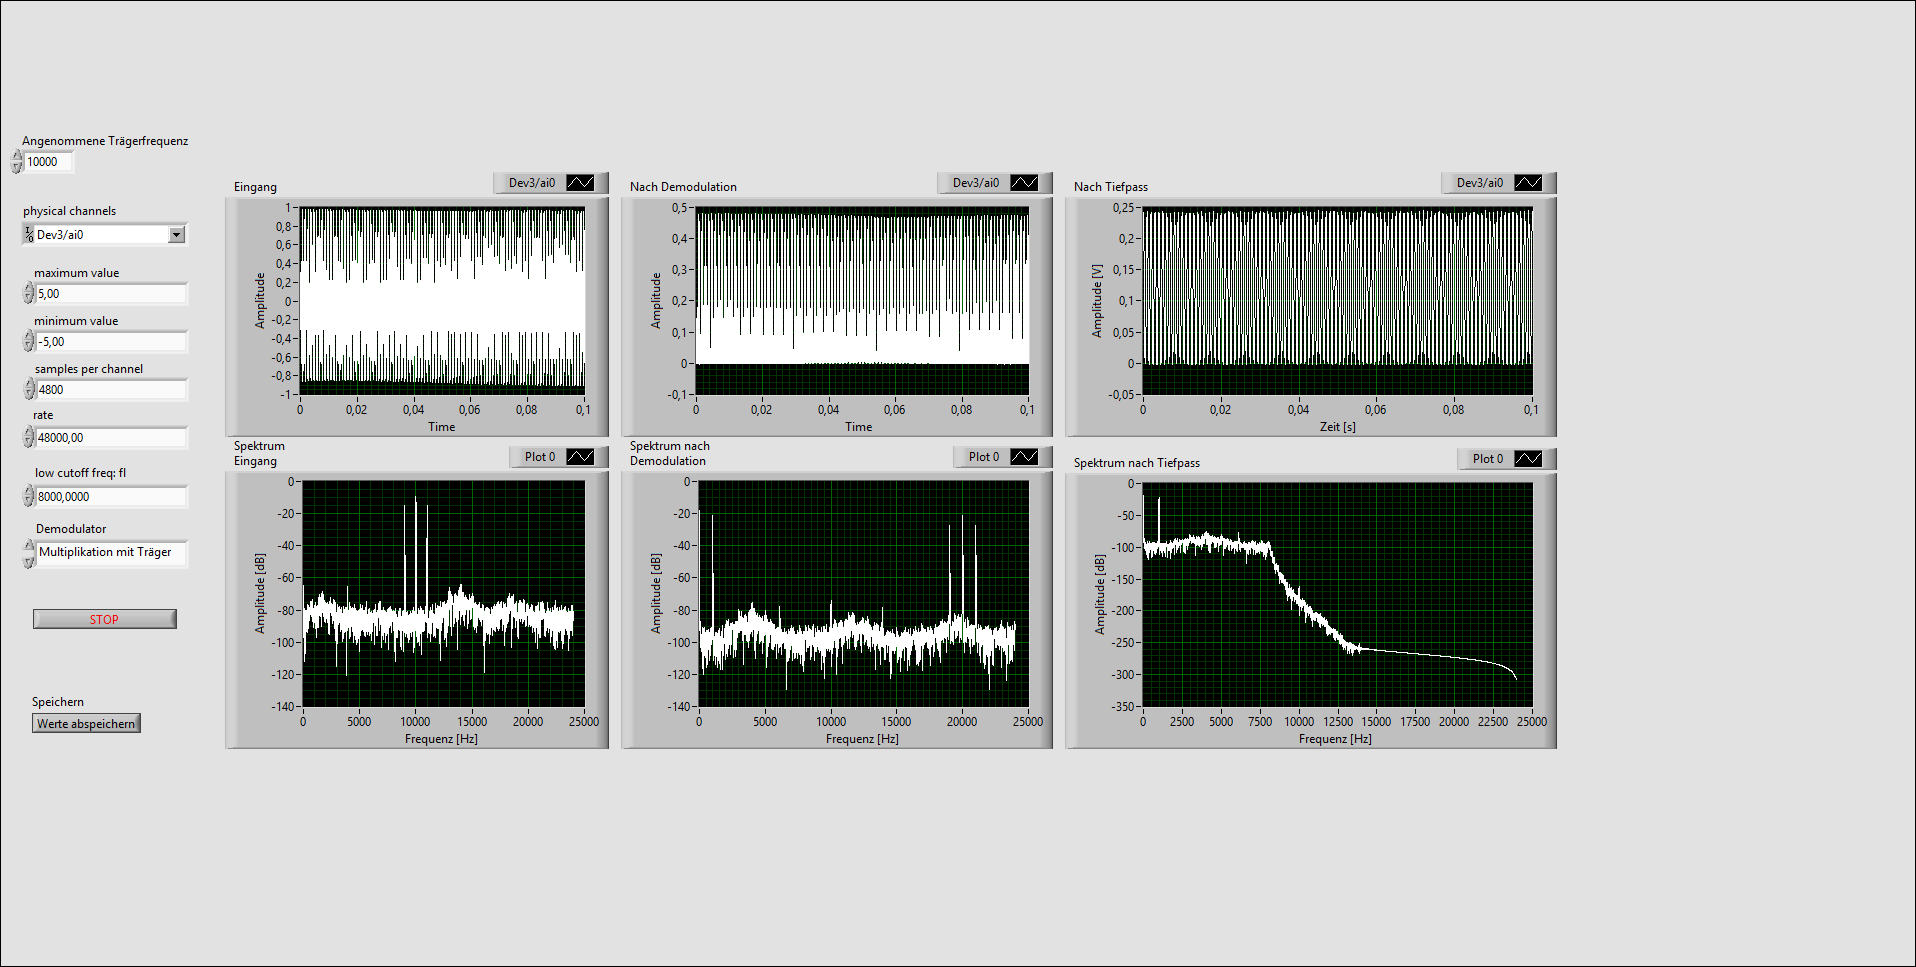 Angenommene Trägerfrequenz
10000
physical channels
Dev3/ai0
maximum value
5,00
minimum value
-5,00
samples per channel
4800
rate
48000,00
low cutoff freq: fl
8000,0000
Demodulator
Multiplikation mit Träger
STOP
Speichern
Werte abspeichern
Eingang
Dev3/ai0
Amplitude
1
0,8
0,6
0,4
0,2
0
-0,2
-0,4
-0,6
-0,8
-1
0 0,02 0,04 0,06 0,08 0,1
Time
Nach Demodulation
Dev3/ai0
Amplitude
0,5
0,4
0,3
0,2
0,1
0
-0,1
0 0,02 0,04 0,06 0,08 0,1
Time
Nach Tiefpass
Dev3/ai0
Amplitude [V]
0,25
0,2
0,15
0,1
0,05
0
-0,05
0 0,02 0,04 0,06 0,08 0,1
Zeit [s]
Spektrum
Eingang
Plot 0
Amplitude [dB]
0
-20
-40
-60
-80
-100
-120
-140
0 5000 10000 15000 20000 25000
Frequenz [Hz]
Spektrum nach
Demodulation
Plot 0
Amplitude [dB]
0
-20
-40
-60
-80
-100
-120
-140
0 5000 10000 15000 20000 25000
Frequenz [Hz]
Spektrum nach Tiefpass
Plot 0
Amplitude [dB]
0
-50
-100
-150
-200
-250
-300
-350
0 2500 5000 7500 10000 12500 15000 17500 20000 22500 25000
Frequenz [Hz]